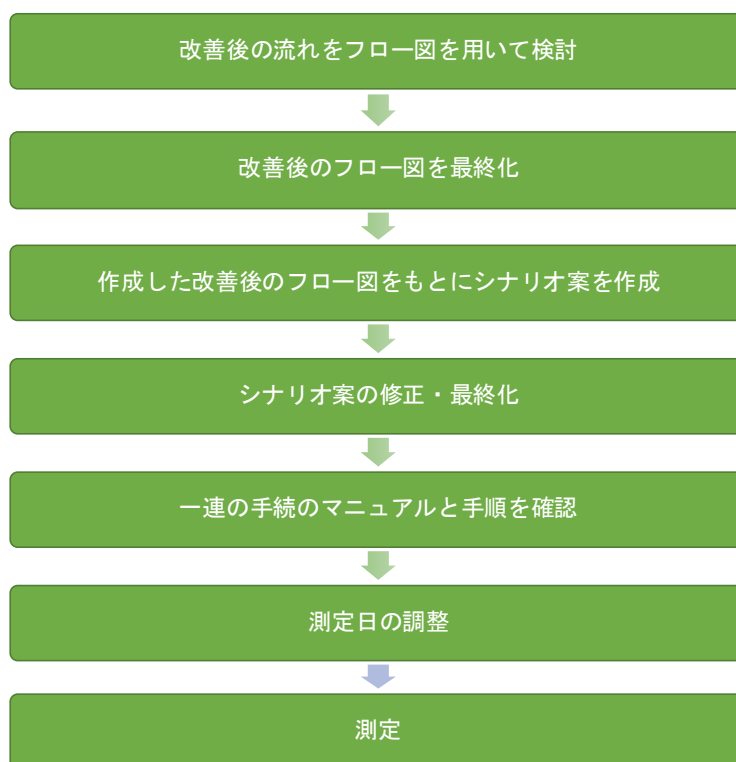 改善後の流れをフロー図を用いて検討
改善後のフロー図を最終化
作成した改善後のフロー図をもとにシナリオ案を作成
シナリオ案の修正・最終化
一連の手続のマニュアルと手順を確認
測定日の調整
測定